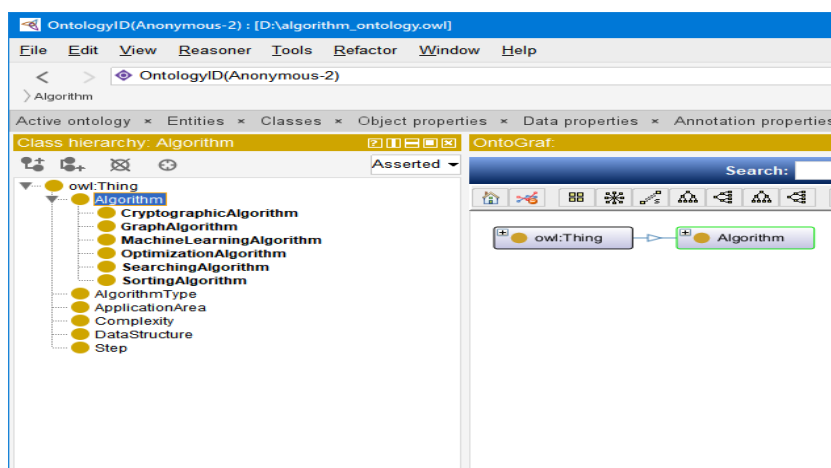 OntologyID(Anonymous-2) : [D:\algorithm_ontology.owl]
File Edit View Reasoner Tools Refactor Window Help
< > OntologyID(Anonymous-2)
Algorithm
Active ontology × Entities × Classes × Object properties × Data properties × Annotation properties
Class hierarchy: Algorithm
Asserted
owl:Thing
Algorithm
CryptographicAlgorithm
GraphAlgorithm
MachineLearningAlgorithm
OptimizationAlgorithm
SearchingAlgorithm
SortingAlgorithm
AlgorithmType
ApplicationArea
Complexity
DataStructure
Step
OntoGraf:
Search:
owl:Thing
Algorithm